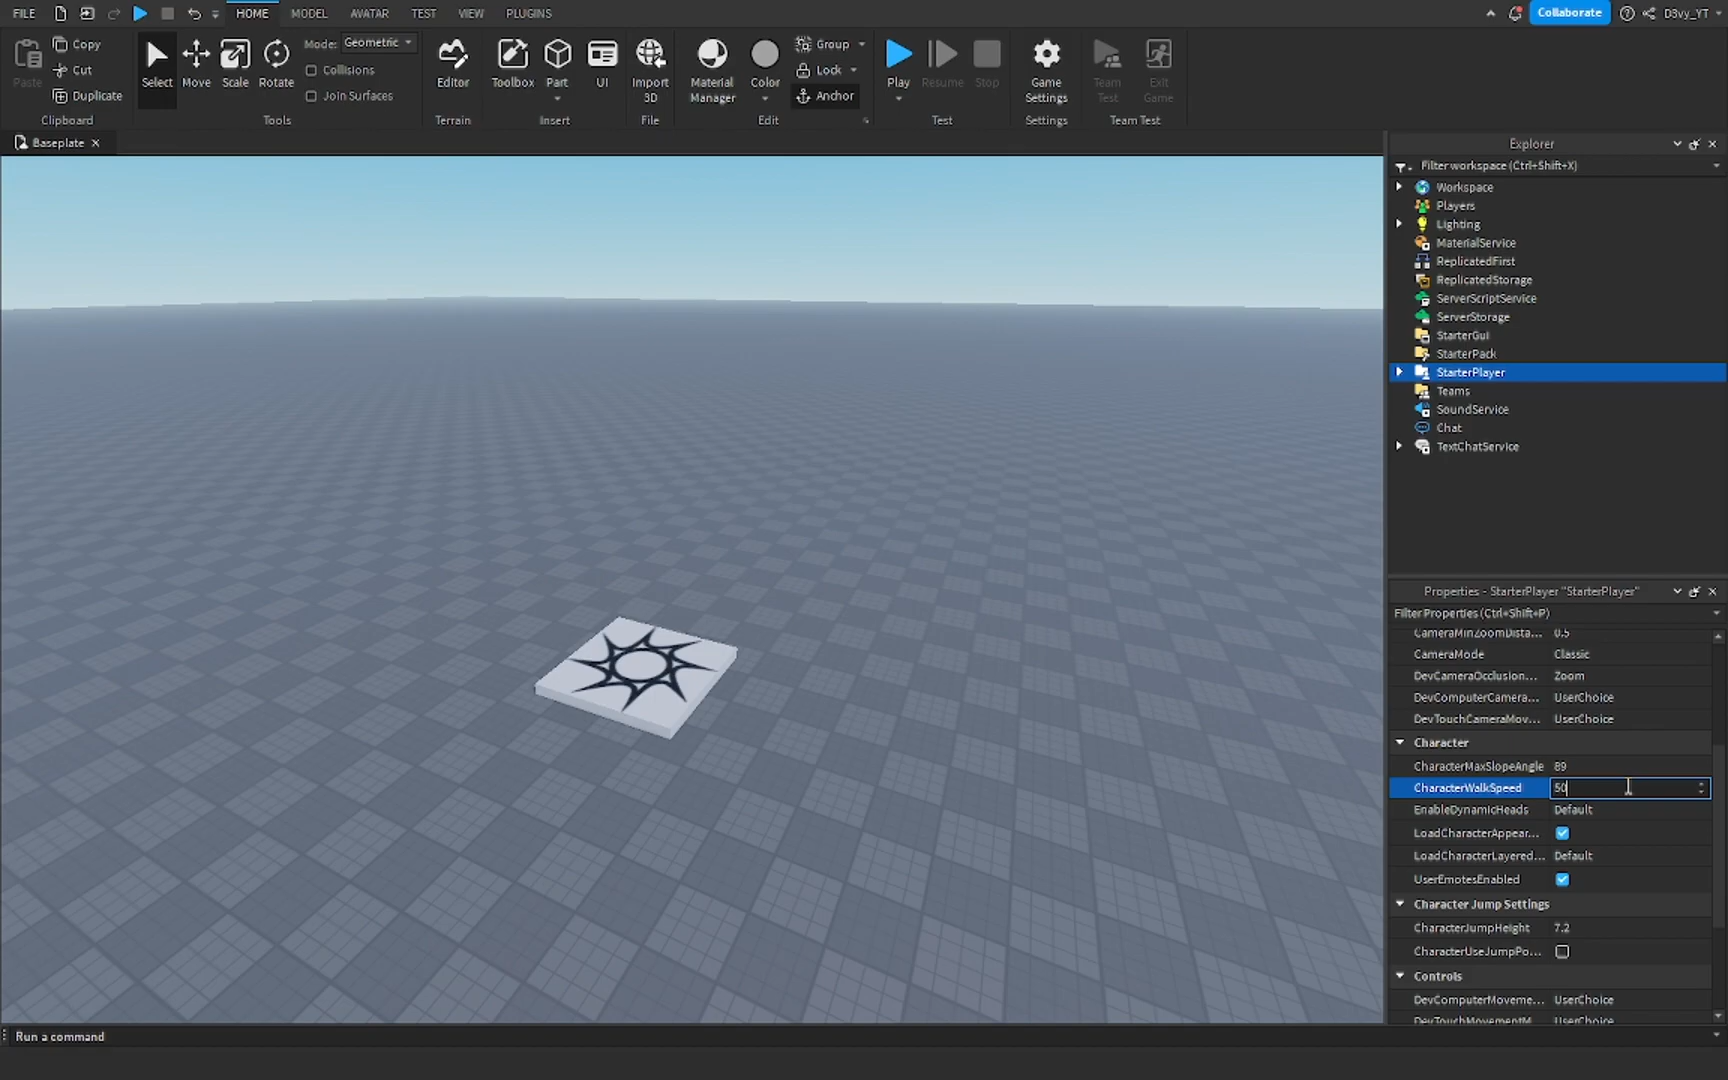 FILE HOME MODEL AVATAR TEST VIEW PLUGINS Collaborate D3vy_YT
Paste Copy Cut Duplicate Clipboard
Select Move Scale Rotate Mode: Geometric Collisions Join Surfaces Tools
Editor Terrain
Toolbox Part UI Insert
Import 3D File
Material Manager Color Group Lock Anchor Edit
Play Resume Stop Test
Game Settings Settings
Team Test Exit Game Team Test
Baseplate
Explorer
Filter workspace (Ctrl+Shift+X)
Workspace
Players
Lighting
MaterialService
ReplicatedFirst
ReplicatedStorage
ServerScriptService
ServerStorage
StarterGui
StarterPack
StarterPlayer
Teams
SoundService
Chat
TextChatService
Properties - StarterPlayer "StarterPlayer"
Filter Properties (Ctrl+Shift+P)
CameraMinZoomDista... 0.5
CameraMode Classic
DevCameraOcclusion... Zoom
DevComputerCamera... UserChoice
DevTouchCameraMov... UserChoice
Character
CharacterMaxSlopeAngle 89
CharacterWalkSpeed 50
EnableDynamicHeads Default
LoadCharacterAppear...
LoadCharacterLayered... Default
UserEmotesEnabled
Character Jump Settings
CharacterJumpHeight 7.2
CharacterUseJumpPo...
Controls
DevComputerMoveme... UserChoice
DevTouchMovementM... UserChoice
Run a command